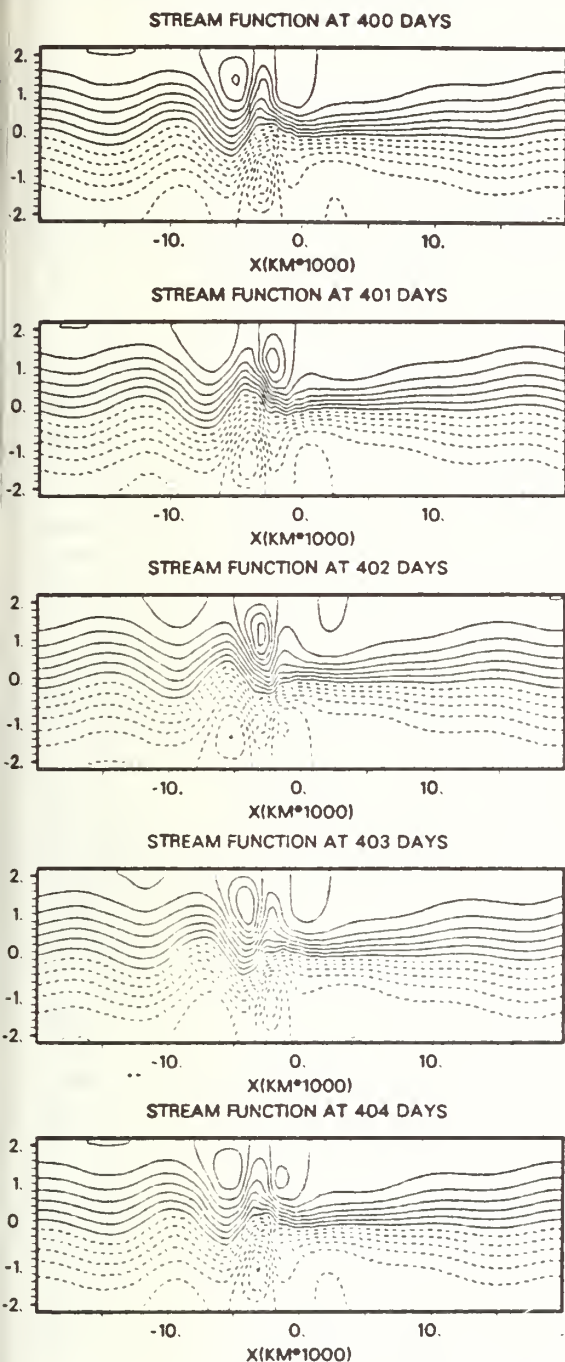 STREAM FUNCTION AT 400 DAYS
2.
1.
0.
-1.
-2.
-10. 0. 10.
X(KM*1000)
STREAM FUNCTION AT 401 DAYS
2.
1.
0.
-1.
-2.
-10. 0. 10.
X(KM*1000)
STREAM FUNCTION AT 402 DAYS
2.
1.
0.
-1.
-2.
-10. 0. 10.
X(KM*1000)
STREAM FUNCTION AT 403 DAYS
2.
1.
0.
-1.
-2.
-10. 0. 10.
X(KM*1000)
STREAM FUNCTION AT 404 DAYS
2.
1.
0
-1.
-2.
-10. 0. 10.
X(KM*1000)